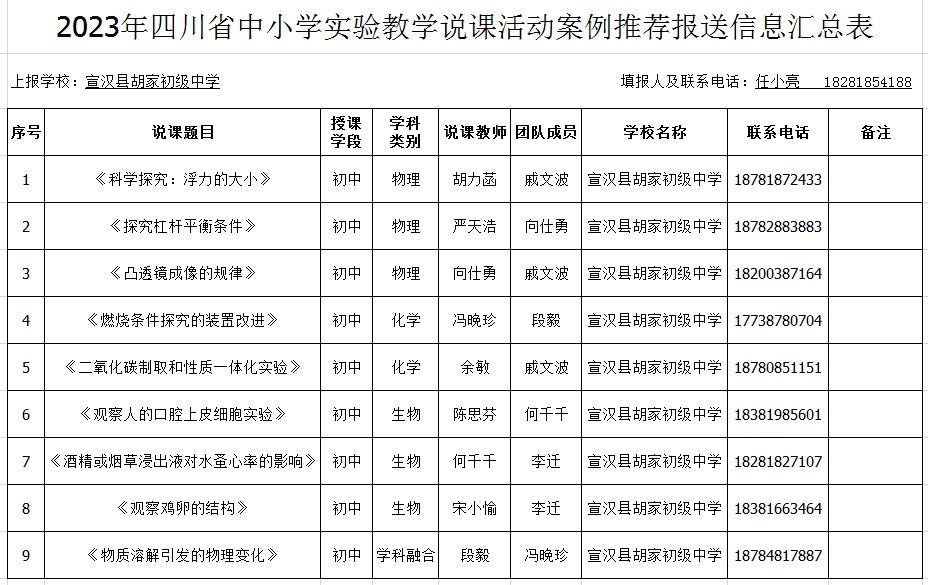 2023年四川省中小学实验教学说课活动案例推荐报送信息汇总表
上报学校：宣汉县胡家初级中学 填报人及联系电话：任小亮 18281854188
序号 说课题目 授课学段 学科类别 说课教师 团队成员 学校名称 联系电话 备注
1 《科学探究：浮力的大小》 初中 物理 胡力菡 戚文波 宣汉县胡家初级中学 18781872433
2 《探究杠杆平衡条件》 初中 物理 严天浩 向仕勇 宣汉县胡家初级中学 18782883883
3 《凸透镜成像的规律》 初中 物理 向仕勇 戚文波 宣汉县胡家初级中学 18200387164
4 《燃烧条件探究的装置改进》 初中 化学 冯晚珍 段毅 宣汉县胡家初级中学 17738780704
5 《二氧化碳制取和性质一体化实验》 初中 化学 余敏 戚文波 宣汉县胡家初级中学 18780851151
6 《观察人的口腔上皮细胞实验》 初中 生物 陈思芬 何千千 宣汉县胡家初级中学 18381985601
7 《酒精或烟草浸出液对水蚤心率的影响》 初中 生物 何千千 李迁 宣汉县胡家初级中学 18281827107
8 《观察鸡卵的结构》 初中 生物 宋小愉 李迁 宣汉县胡家初级中学 18381663464
9 《物质溶解引发的物理变化》 初中 学科融合 段毅 冯晚珍 宣汉县胡家初级中学 18784817887